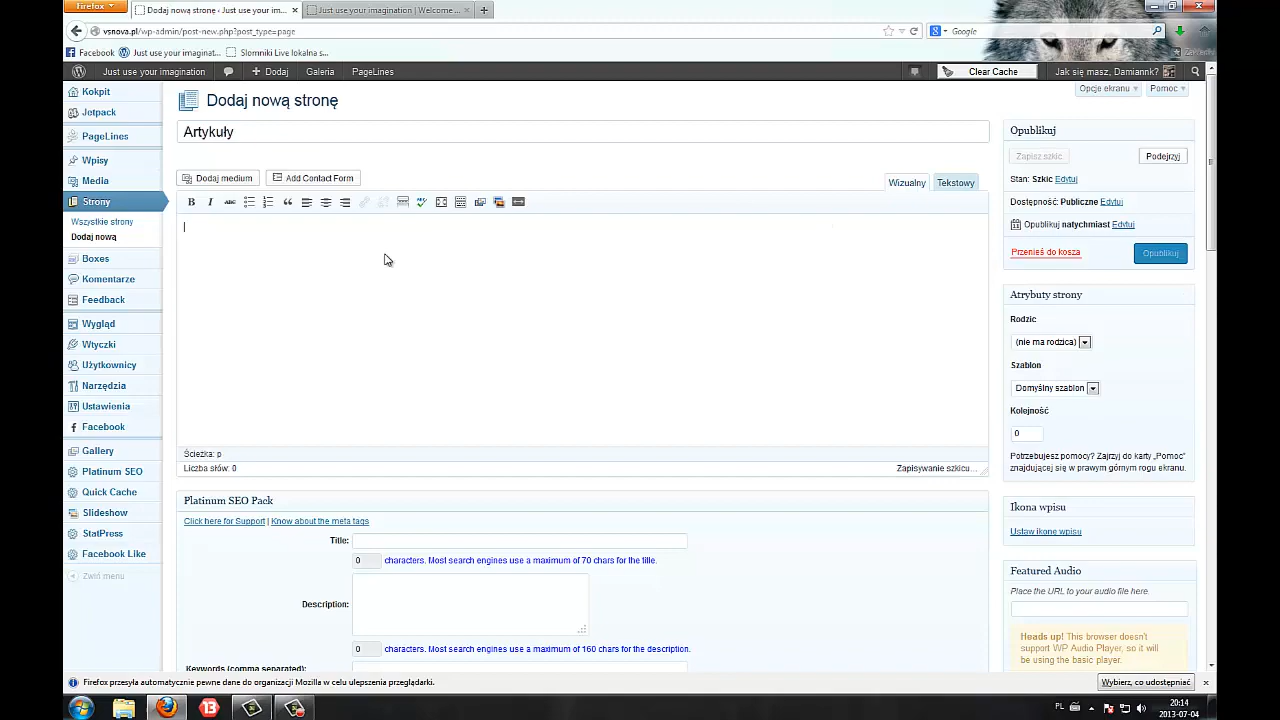 Firefox
Dodaj nową stronę ‹ Just use your im...
Just use your imagination | Welcome ...
vsnova.pl/wp-admin/post-new.php?post_type=page
Google
Facebook
Just use your imaginat...
Slomniki Live lokalna s...
Just use your imagination
Dodaj
Galeria
PageLines
Clear Cache
Jak się masz, Damiannk?
Kokpit
Jetpack
PageLines
Wpisy
Media
Strony
Wszystkie strony
Dodaj nową
Boxes
Komentarze
Feedback
Wygląd
Wtyczki
Użytkownicy
Narzędzia
Ustawienia
Facebook
Gallery
Platinum SEO
Quick Cache
Slideshow
StatPress
Facebook Like
Zwiń menu
Opcje ekranu
Pomoc
Dodaj nową stronę
Artykuły
Dodaj medium
Add Contact Form
Wizualny
Tekstowy
B I ABC
ABC
Ścieżka: p
Liczba słów: 0
Zapisywanie szkicu...
Platinum SEO Pack
Click here for Support | Know about the meta tags
Title:
0 characters. Most search engines use a maximum of 70 chars for the title.
Description:
0 characters. Most search engines use a maximum of 160 chars for the description.
Keywords (comma separated):
Opublikuj
Zapisz szkic
Podejrzyj
Stan: Szkic Edytuj
Dostępność: Publiczne Edytuj
Opublikuj natychmiast Edytuj
Przenieś do kosza
Opublikuj
Atrybuty strony
Rodzic
(nie ma rodzica)
Szablon
Domyślny szablon
Kolejność
0
Potrzebujesz pomocy? Zajrzyj do karty „Pomoc”
znajdującej się w prawym górnym rogu ekranu.
Ikona wpisu
Ustaw ikonę wpisu
Featured Audio
Place the URL to your audio file here.
Heads up! This browser doesn't
support WP Audio Player, so it will
be using the basic player.
Firefox przesyła automatycznie pewne dane do organizacji Mozilla w celu ulepszenia przeglądarki.
Wybierz, co udostępniać
13
PL
20:14
2013-07-04